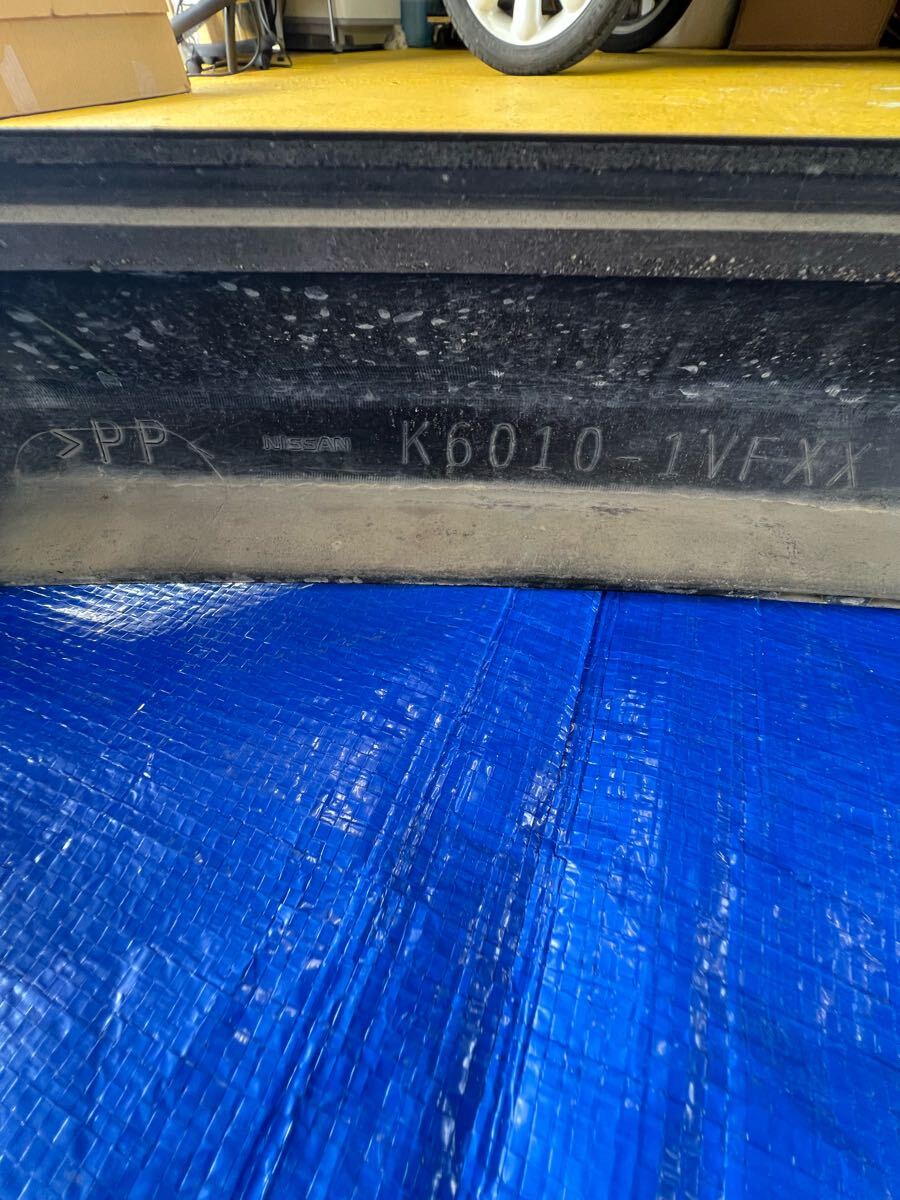 >PP< NISSAN K6010-1VFXX